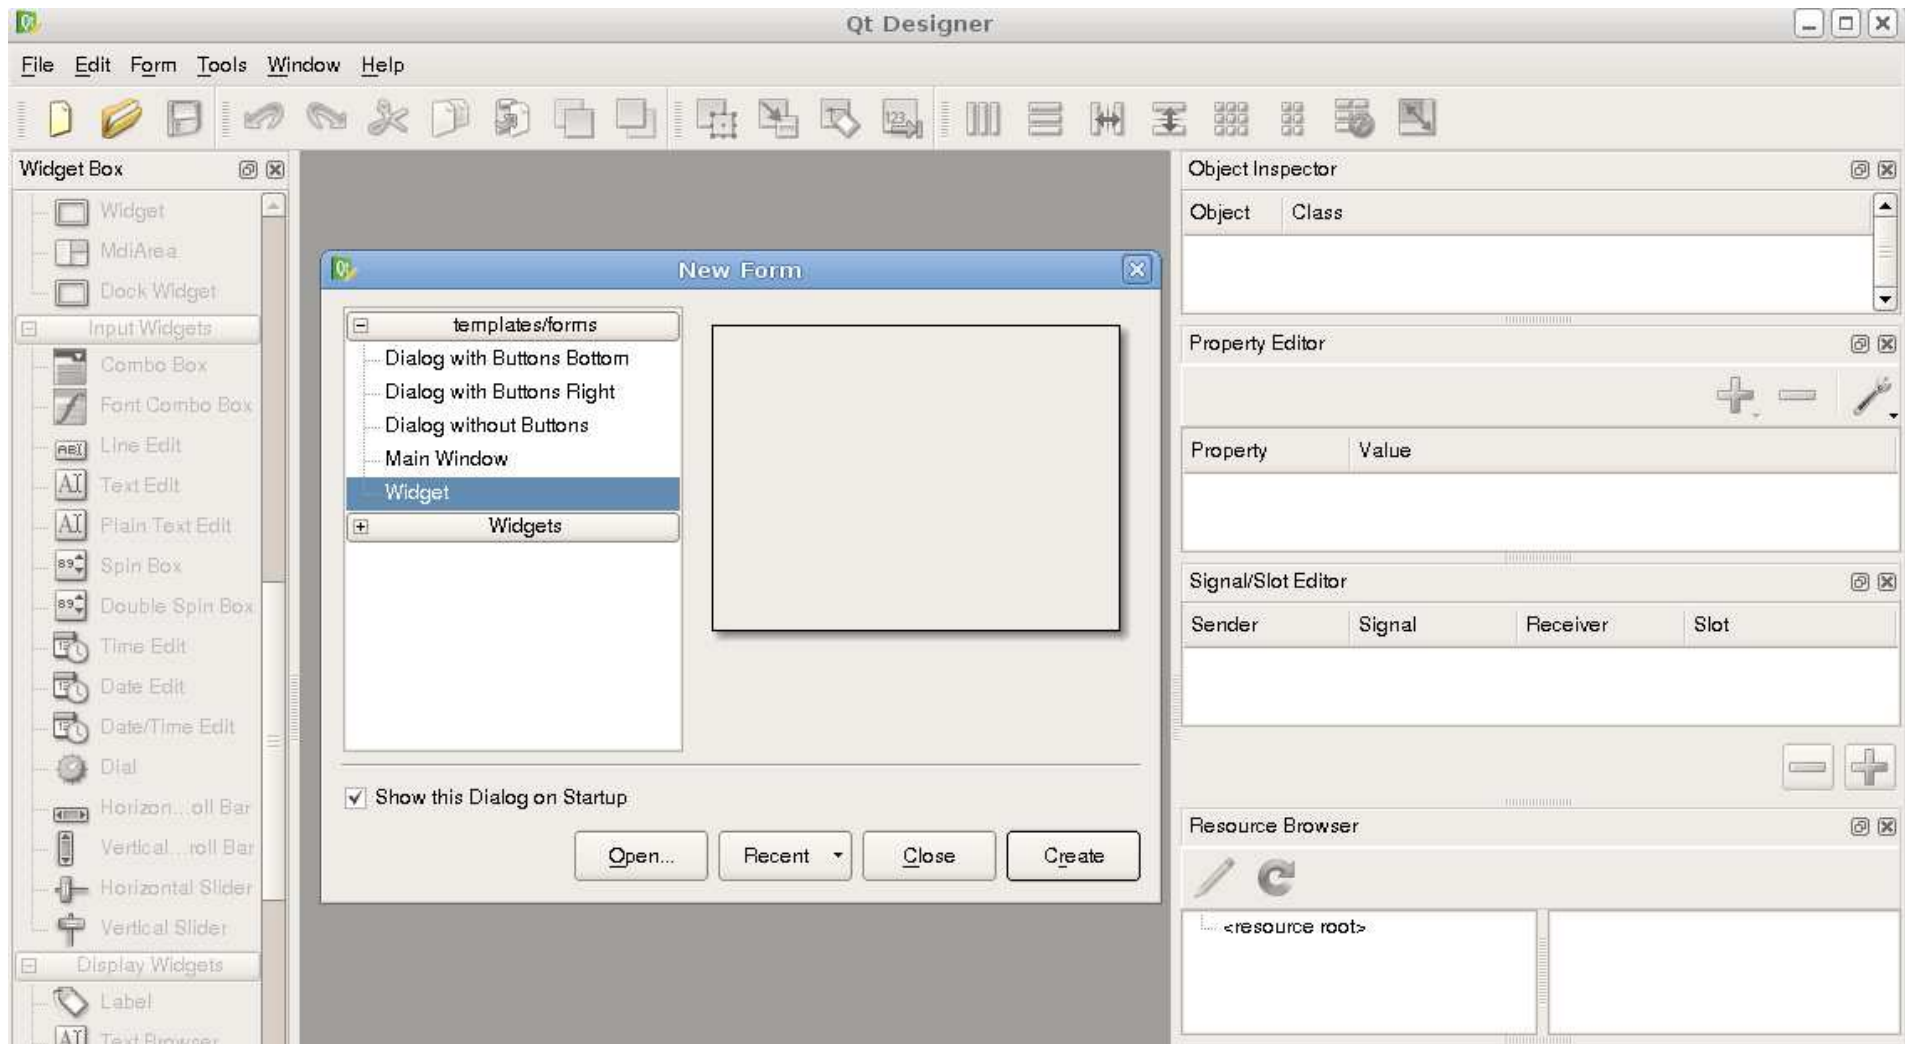 Qt Designer
File Edit Form Tools Window Help
Widget Box
Widget
MdiArea
Dock Widget
Input Widgets
Combo Box
Font Combo Box
Line Edit
Text Edit
Plain Text Edit
Spin Box
Double Spin Box
Time Edit
Date Edit
Date/Time Edit
Dial
Horizon...oll Bar
Vertical...roll Bar
Horizontal Slider
Vertical Slider
Display Widgets
Label
Text Browser
New Form
templates/forms
Dialog with Buttons Bottom
Dialog with Buttons Right
Dialog without Buttons
Main Window
Widget
Widgets
Show this Dialog on Startup
Open... Recent Close Create
Object Inspector
Object Class
Property Editor
Property Value
Signal/Slot Editor
Sender Signal Receiver Slot
Resource Browser
<resource root>